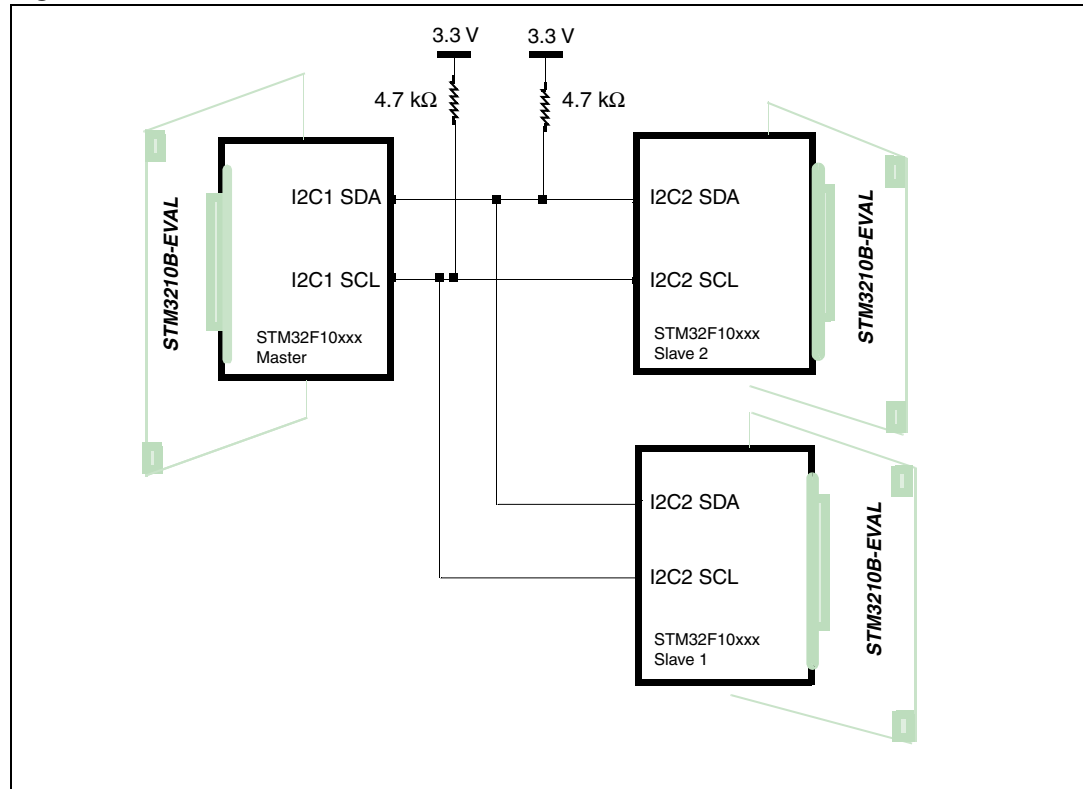 3.3 V
3.3 V
4.7 kΩ
4.7 kΩ
STM3210B-EVAL
I2C1 SDA
I2C1 SCL
STM32F10xxx
Master
I2C2 SDA
I2C2 SCL
STM32F10xxx
Slave 2
STM3210B-EVAL
I2C2 SDA
I2C2 SCL
STM32F10xxx
Slave 1
STM3210B-EVAL